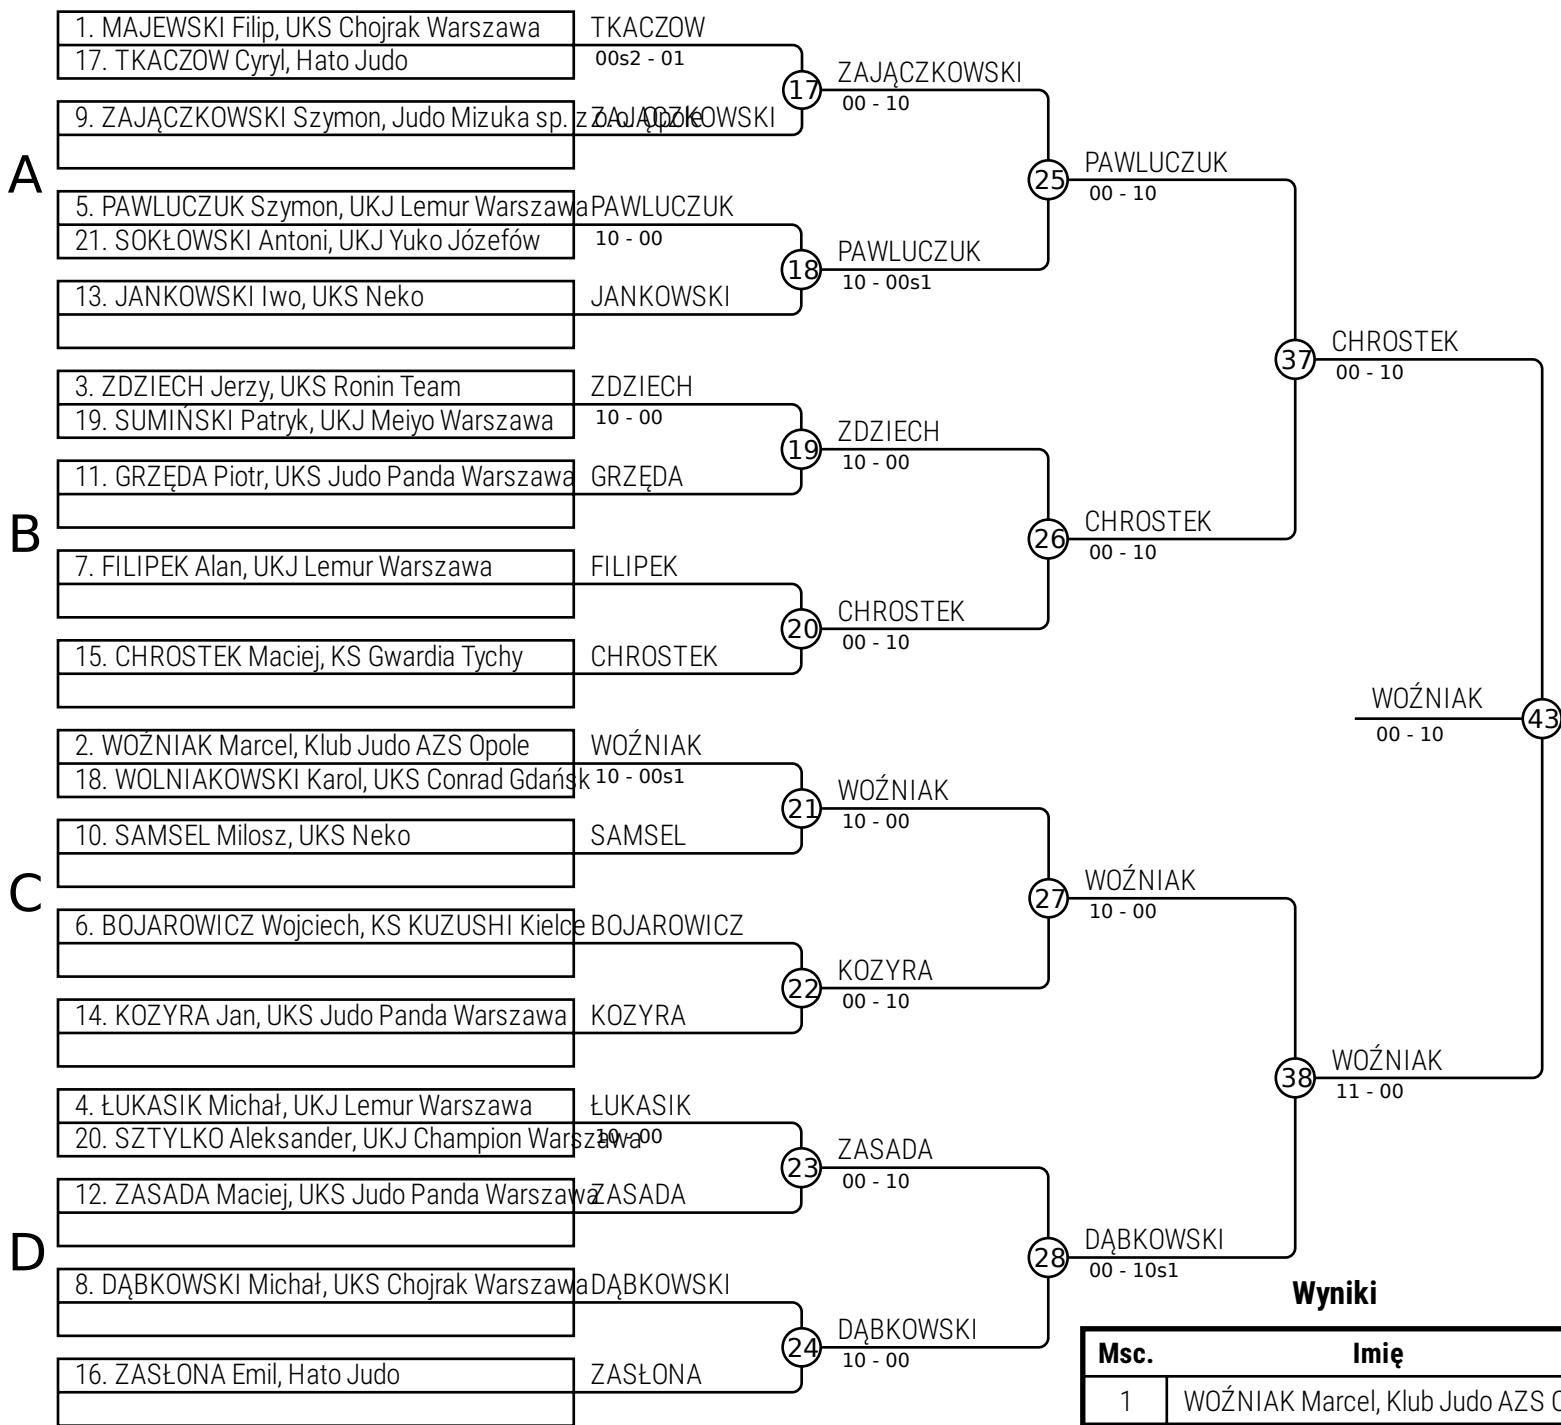 1. MAJEWSKI Filip, UKS Chojrak Warszawa
TKACZOW
17. TKACZOW Cyryl, Hato Judo
00s2 - 01
17
ZAJĄCZKOWSKI
00 - 10
9. ZAJĄCZKOWSKI Szymon, Judo Mizuka sp. z o.o. Opole
ZAJĄCZKOWSKI
A
25
PAWLUCZUK
00 - 10
5. PAWLUCZUK Szymon, UKJ Lemur Warszawa
PAWLUCZUK
21. SOKŁOWSKI Antoni, UKJ Yuko Józefów
10 - 00
18
PAWLUCZUK
10 - 00s1
13. JANKOWSKI Iwo, UKS Neko
JANKOWSKI
37
CHROSTEK
00 - 10
3. ZDZIECH Jerzy, UKS Ronin Team
ZDZIECH
19. SUMIŃSKI Patryk, UKJ Meiyo Warszawa
10 - 00
19
ZDZIECH
10 - 00
11. GRZĘDA Piotr, UKS Judo Panda Warszawa
GRZĘDA
B
26
CHROSTEK
00 - 10
7. FILIPEK Alan, UKJ Lemur Warszawa
FILIPEK
20
CHROSTEK
00 - 10
15. CHROSTEK Maciej, KS Gwardia Tychy
CHROSTEK
WOŹNIAK
43
00 - 10
2. WOŹNIAK Marcel, Klub Judo AZS Opole
WOŹNIAK
18. WOLNIAKOWSKI Karol, UKS Conrad Gdańsk
10 - 00s1
21
WOŹNIAK
10 - 00
10. SAMSEL Milosz, UKS Neko
SAMSEL
C
27
WOŹNIAK
10 - 00
6. BOJAROWICZ Wojciech, KS KUZUSHI Kielce
BOJAROWICZ
22
KOZYRA
00 - 10
14. KOZYRA Jan, UKS Judo Panda Warszawa
KOZYRA
38
WOŹNIAK
11 - 00
4. ŁUKASIK Michał, UKJ Lemur Warszawa
ŁUKASIK
20. SZTYLKO Aleksander, UKJ Champion Warszawa
10 - 00
23
ZASADA
00 - 10
12. ZASADA Maciej, UKS Judo Panda Warszawa
ZASADA
D
28
DĄBKOWSKI
00 - 10s1
8. DĄBKOWSKI Michał, UKS Chojrak Warszawa
DĄBKOWSKI
24
DĄBKOWSKI
10 - 00
16. ZASŁONA Emil, Hato Judo
ZASŁONA
Wyniki
Msc. Imię
1 WOŹNIAK Marcel, Klub Judo AZS